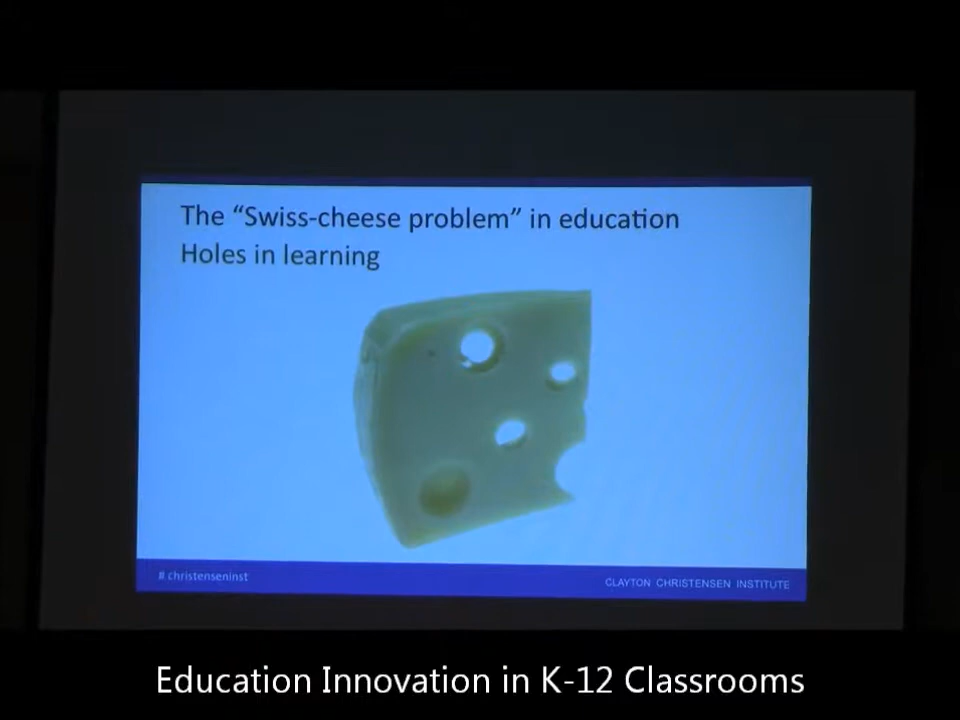 The “Swiss-cheese problem” in education
Holes in learning
# christenseninst
CLAYTON CHRISTENSEN INSTITUTE
Education Innovation in K-12 Classrooms